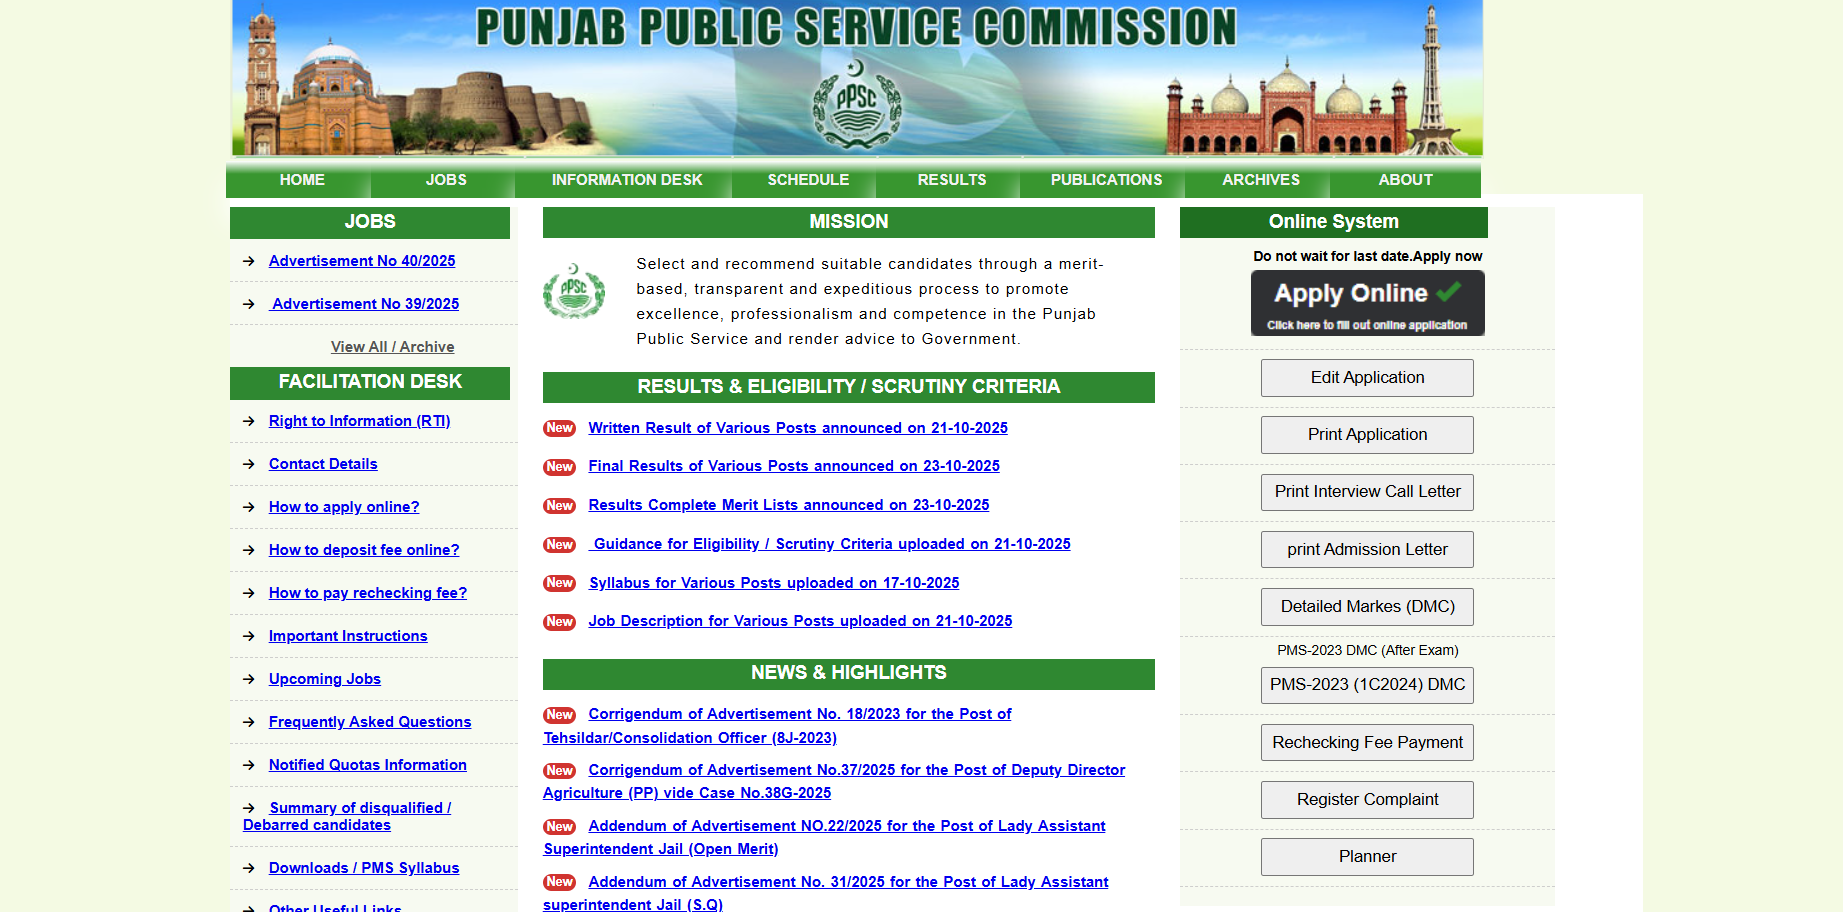 PUNJAB PUBLIC SERVICE COMMISSION
PPSC
HOME
JOBS
INFORMATION DESK
SCHEDULE
RESULTS
PUBLICATIONS
ARCHIVES
ABOUT
JOBS
Advertisement No 40/2025
Advertisement No 39/2025
View All / Archive
FACILITATION DESK
Right to Information (RTI)
Contact Details
How to apply online?
How to deposit fee online?
How to pay rechecking fee?
Important Instructions
Upcoming Jobs
Frequently Asked Questions
Notified Quotas Information
Summary of disqualified /
Debarred candidates
Downloads / PMS Syllabus
Other Useful Links
MISSION
PPSC
Select and recommend suitable candidates through a merit-
based, transparent and expeditious process to promote
excellence, professionalism and competence in the Punjab
Public Service and render advice to Government.
RESULTS & ELIGIBILITY / SCRUTINY CRITERIA
New Written Result of Various Posts announced on 21-10-2025
New Final Results of Various Posts announced on 23-10-2025
New Results Complete Merit Lists announced on 23-10-2025
New Guidance for Eligibility / Scrutiny Criteria uploaded on 21-10-2025
New Syllabus for Various Posts uploaded on 17-10-2025
New Job Description for Various Posts uploaded on 21-10-2025
NEWS & HIGHLIGHTS
New Corrigendum of Advertisement No. 18/2023 for the Post of
Tehsildar/Consolidation Officer (8J-2023)
New Corrigendum of Advertisement No.37/2025 for the Post of Deputy Director
Agriculture (PP) vide Case No.38G-2025
New Addendum of Advertisement NO.22/2025 for the Post of Lady Assistant
Superintendent Jail (Open Merit)
New Addendum of Advertisement No. 31/2025 for the Post of Lady Assistant
superintendent Jail (S.Q)
Online System
Do not wait for last date.Apply now
Apply Online
Click here to fill out online application
Edit Application
Print Application
Print Interview Call Letter
print Admission Letter
Detailed Markes (DMC)
PMS-2023 DMC (After Exam)
PMS-2023 (1C2024) DMC
Rechecking Fee Payment
Register Complaint
Planner